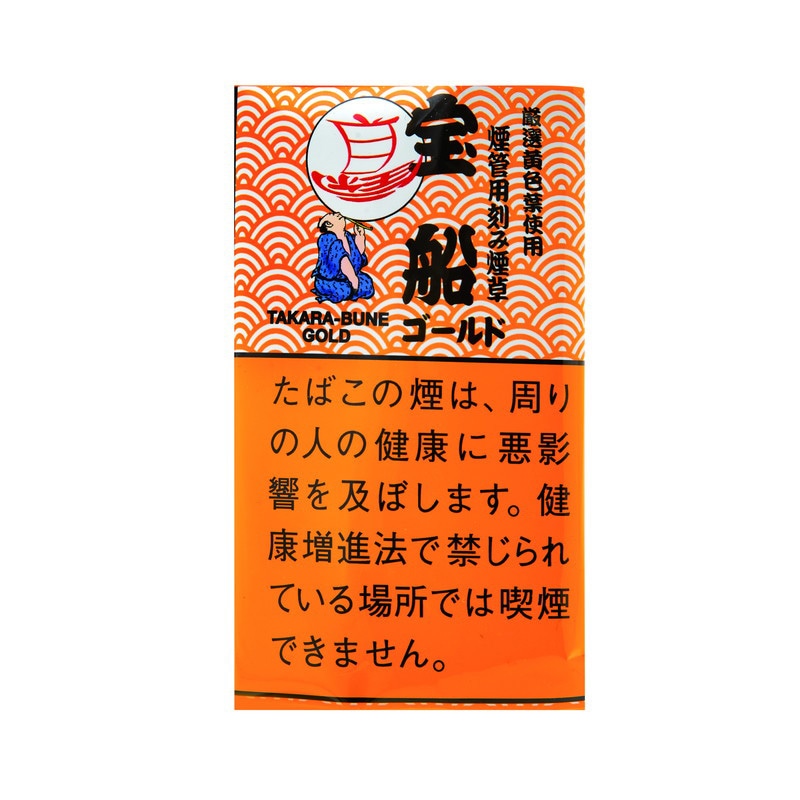 厳選黄色葉使用
煙管用刻み煙草
宝船
ゴールド
TAKARA-BUNE
GOLD
たばこの煙は、周り
の人の健康に悪影
響を及ぼします。健
康増進法で禁じられ
ている場所では喫煙
できません。